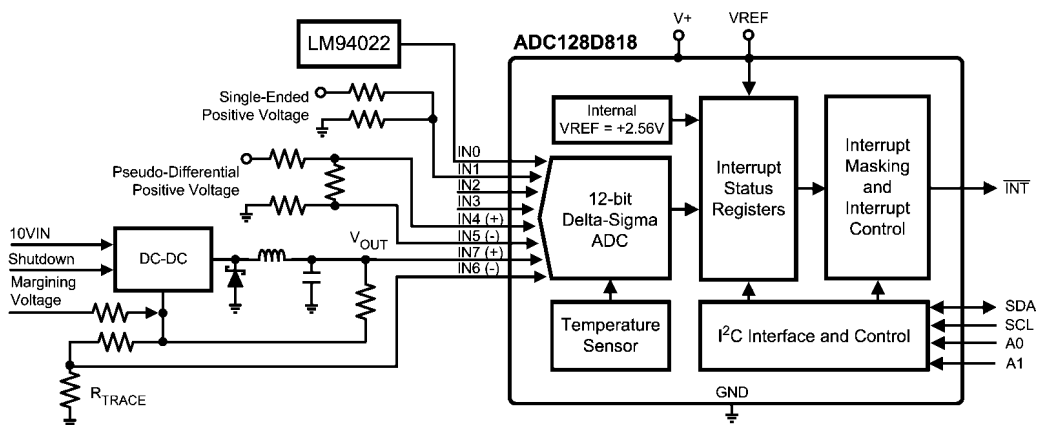 V+
VREF
LM94022
ADC128D818
Single-Ended
Positive Voltage
Internal
VREF = +2.56V
Pseudo-Differential
Positive Voltage
IN0
IN1
IN2
IN3
IN4 (+)
IN5 (-)
IN7 (+)
IN6 (-)
12-bit
Delta-Sigma
ADC
Interrupt
Status
Registers
Interrupt
Masking
and
Interrupt
Control
INT
10VIN
Shutdown
Margining
Voltage
DC-DC
VOUT
Temperature
Sensor
I²C Interface and Control
SDA
SCL
A0
A1
RTRACE
GND